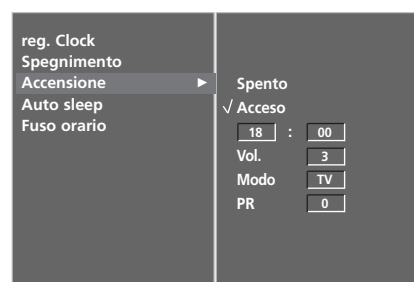 reg. Clock
Spegnimento
Accensione ►
Auto sleep
Fuso orario
Spento
√ Acceso
18 : 00
Vol. 3
Modo TV
PR 0